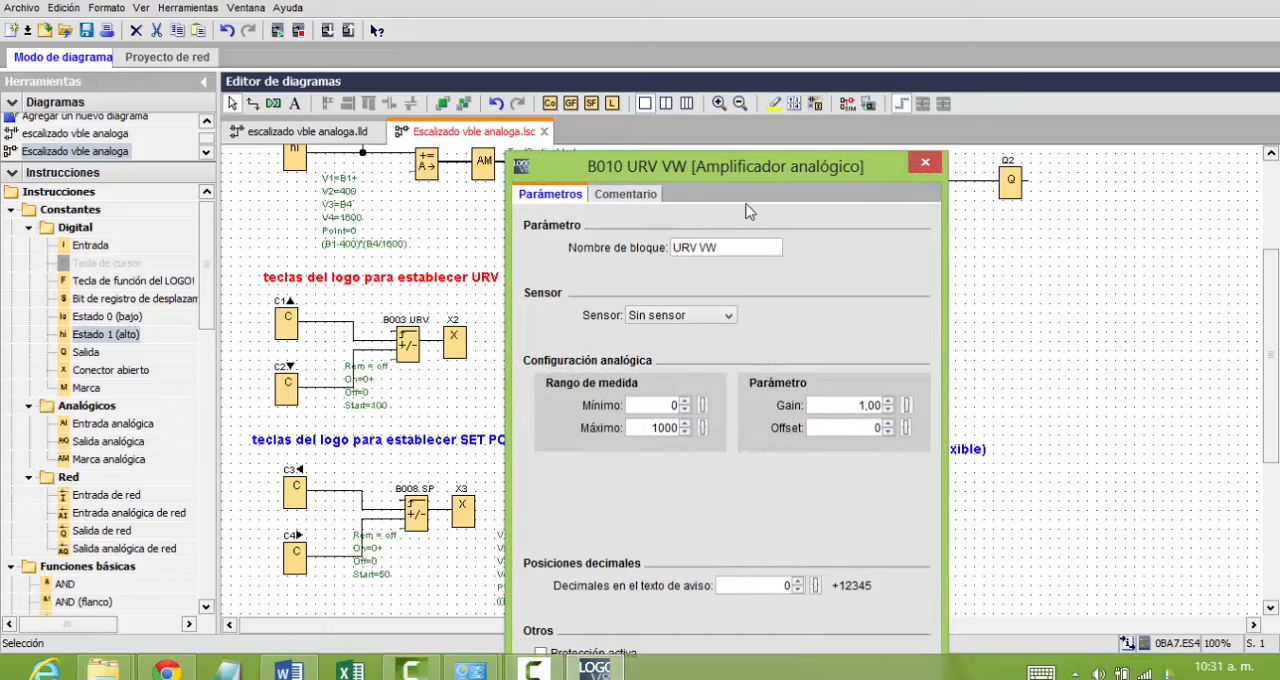 Archivo Edición Formato Ver Herramientas Ventana Ayuda
Modo de diagrama Proyecto de red
Herramientas
Diagramas
Agregar un nuevo diagrama
escalizado vble analoga
Escalizado vble analoga
Instrucciones
Instrucciones
Constantes
Digital
Entrada
Tecla de cursor
Tecla de función del LOGO!
Bit de registro de desplazam
Estado 0 (bajo)
Estado 1 (alto)
Salida
Conector abierto
Marca
Analógicos
Entrada analógica
Salida analógica
Marca analógica
Red
Entrada de red
Entrada analógica de red
Salida de red
Salida analógica de red
Funciones básicas
AND
AND (flanco)
Selección
Editor de diagramas
escalizado vble analoga.lld Escalizado vble analoga.lsc
hi
+=
A→
AM
V1=B1+
V2=400
V3=B4
V4=1600
Point=0
(B1-400)*(B4/1600)
Q2
Q
teclas del logo para establecer URV
C1
C
B003 URV
+/-
X2
X
C2
C
Rem = off
On=0+
Off=0
Start=100
teclas del logo para establecer SET PO
xible)
C3
C
B008 SP
+/-
X3
X
C4
C
Rem = off
On=0+
Off=0
Start=50
B010 URV VW [Amplificador analógico]
Parámetros Comentario
Parámetro
Nombre de bloque: URV VW
Sensor
Sensor: Sin sensor
Configuración analógica
Rango de medida
Mínimo: 0
Máximo: 1000
Parámetro
Gain: 1,00
Offset: 0
Posiciones decimales
Decimales en el texto de aviso: 0 +12345
Otros
Protección activa
0BA7.ES4 100% S. 1
10:31 a. m.